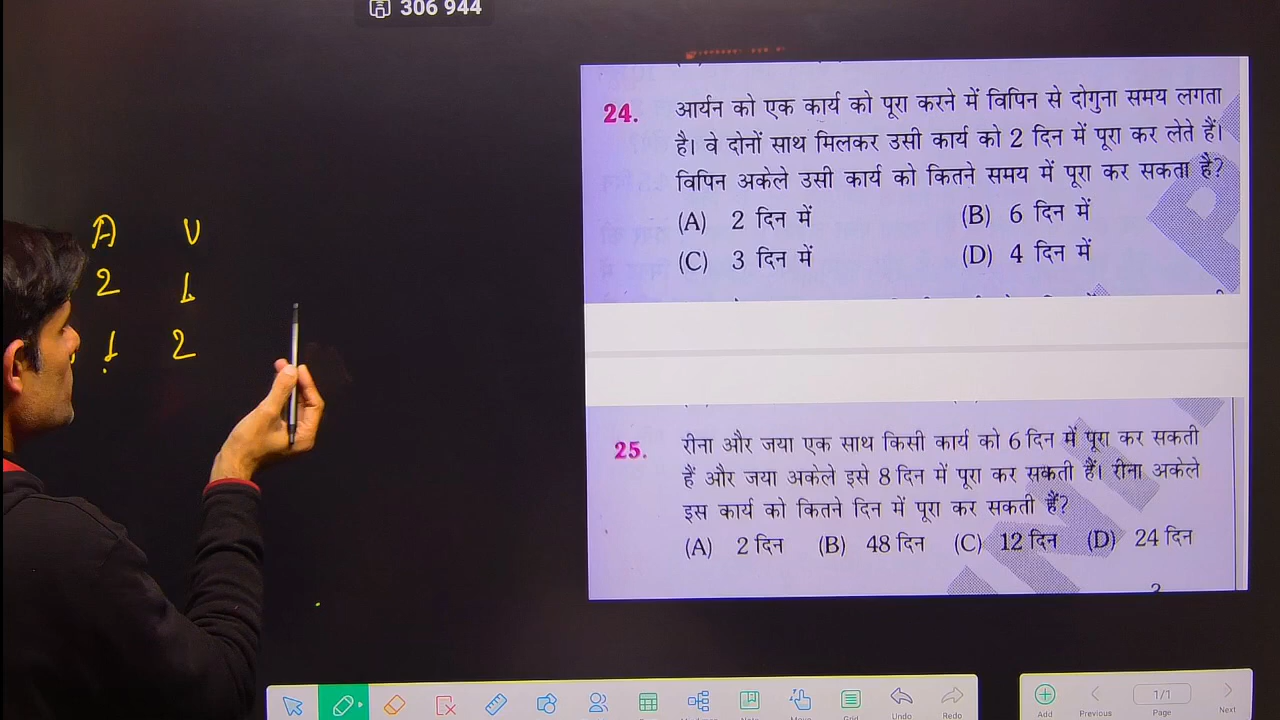 306 944
24. आर्यन को एक कार्य को पूरा करने में विपिन से दोगुना समय लगता
है। वे दोनों साथ मिलकर उसी कार्य को 2 दिन में पूरा कर लेते हैं।
विपिन अकेले उसी कार्य को कितने समय में पूरा कर सकता है?
(A) 2 दिन में (B) 6 दिन में
(C) 3 दिन में (D) 4 दिन में
A V
2 1
1 2
25. रीना और जया एक साथ किसी कार्य को 6 दिन में पूरा कर सकती
हैं और जया अकेले इसे 8 दिन में पूरा कर सकती हैं। रीना अकेले
इस कार्य को कितने दिन में पूरा कर सकती हैं?
(A) 2 दिन (B) 48 दिन (C) 12 दिन (D) 24 दिन
Undo Redo Add Previous 1/1 Page Next